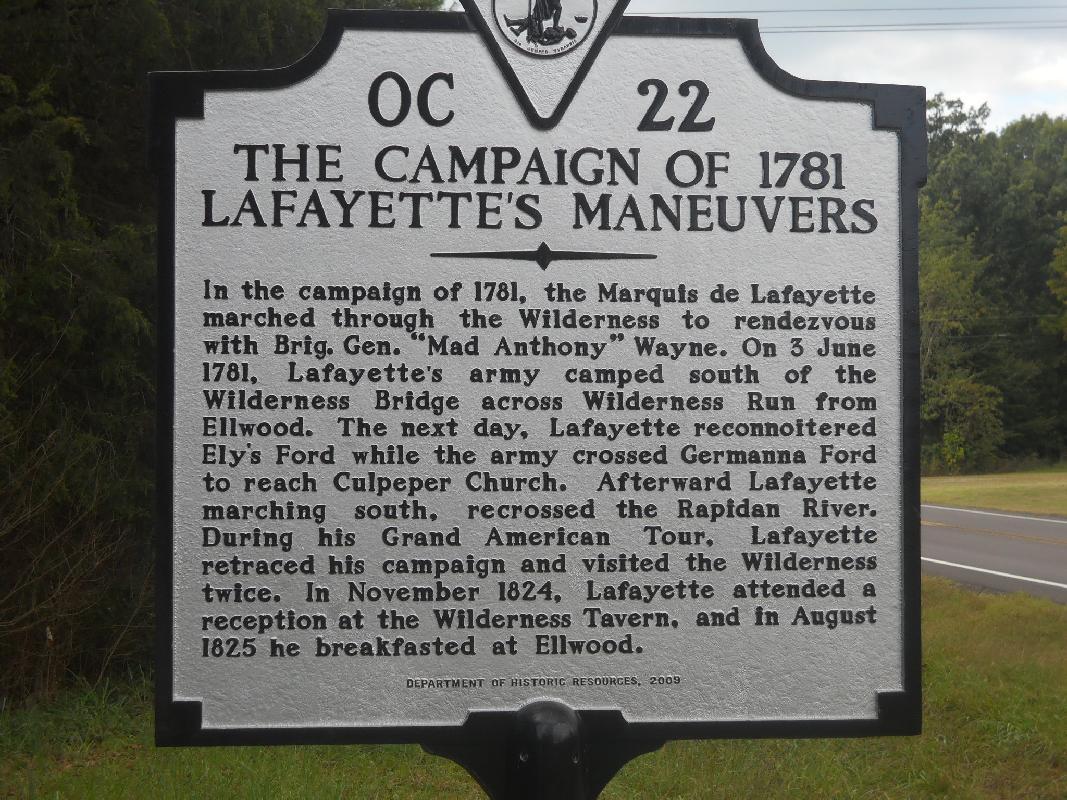 OC 22
THE CAMPAIGN OF 1781
LAFAYETTE'S MANEUVERS
In the campaign of 1781, the Marquis de Lafayette
marched through the Wilderness to rendezvous
with Brig. Gen. "Mad Anthony" Wayne. On 3 June
1781, Lafayette's army camped south of the
Wilderness Bridge across Wilderness Run from
Ellwood. The next day, Lafayette reconnoitered
Ely's Ford while the army crossed Germanna Ford
to reach Culpeper Church. Afterward Lafayette
marching south, recrossed the Rapidan River.
During his Grand American Tour, Lafayette
retraced his campaign and visited the Wilderness
twice. In November 1824, Lafayette attended a
reception at the Wilderness Tavern, and in August
1825 he breakfasted at Ellwood.
DEPARTMENT OF HISTORIC RESOURCES, 2009